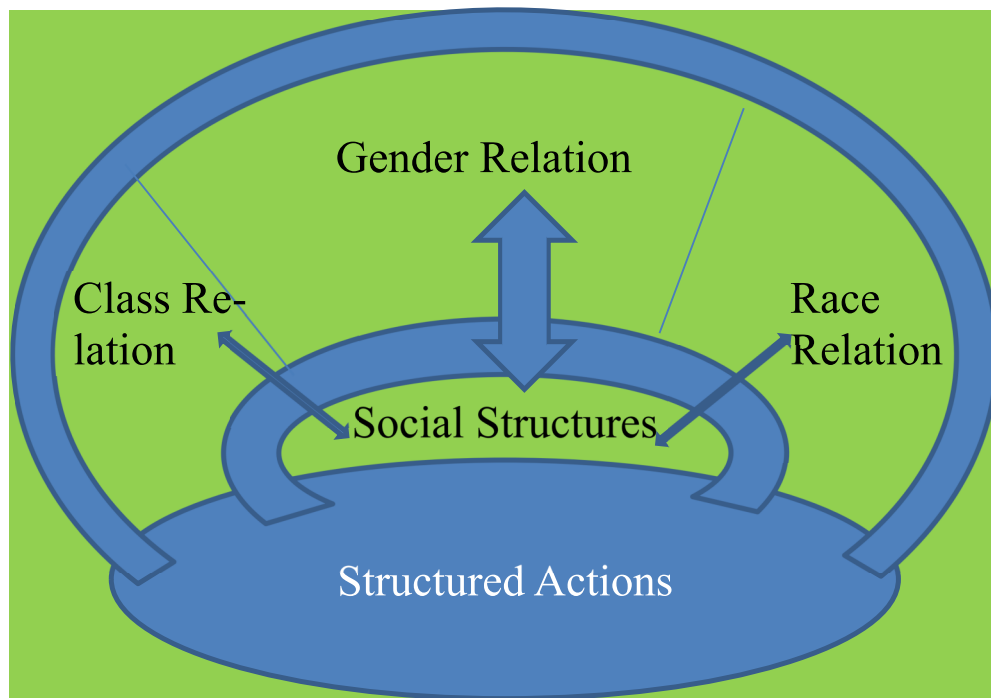 Gender Relation
Class Re-
lation
Race
Relation
Social Structures
Structured Actions